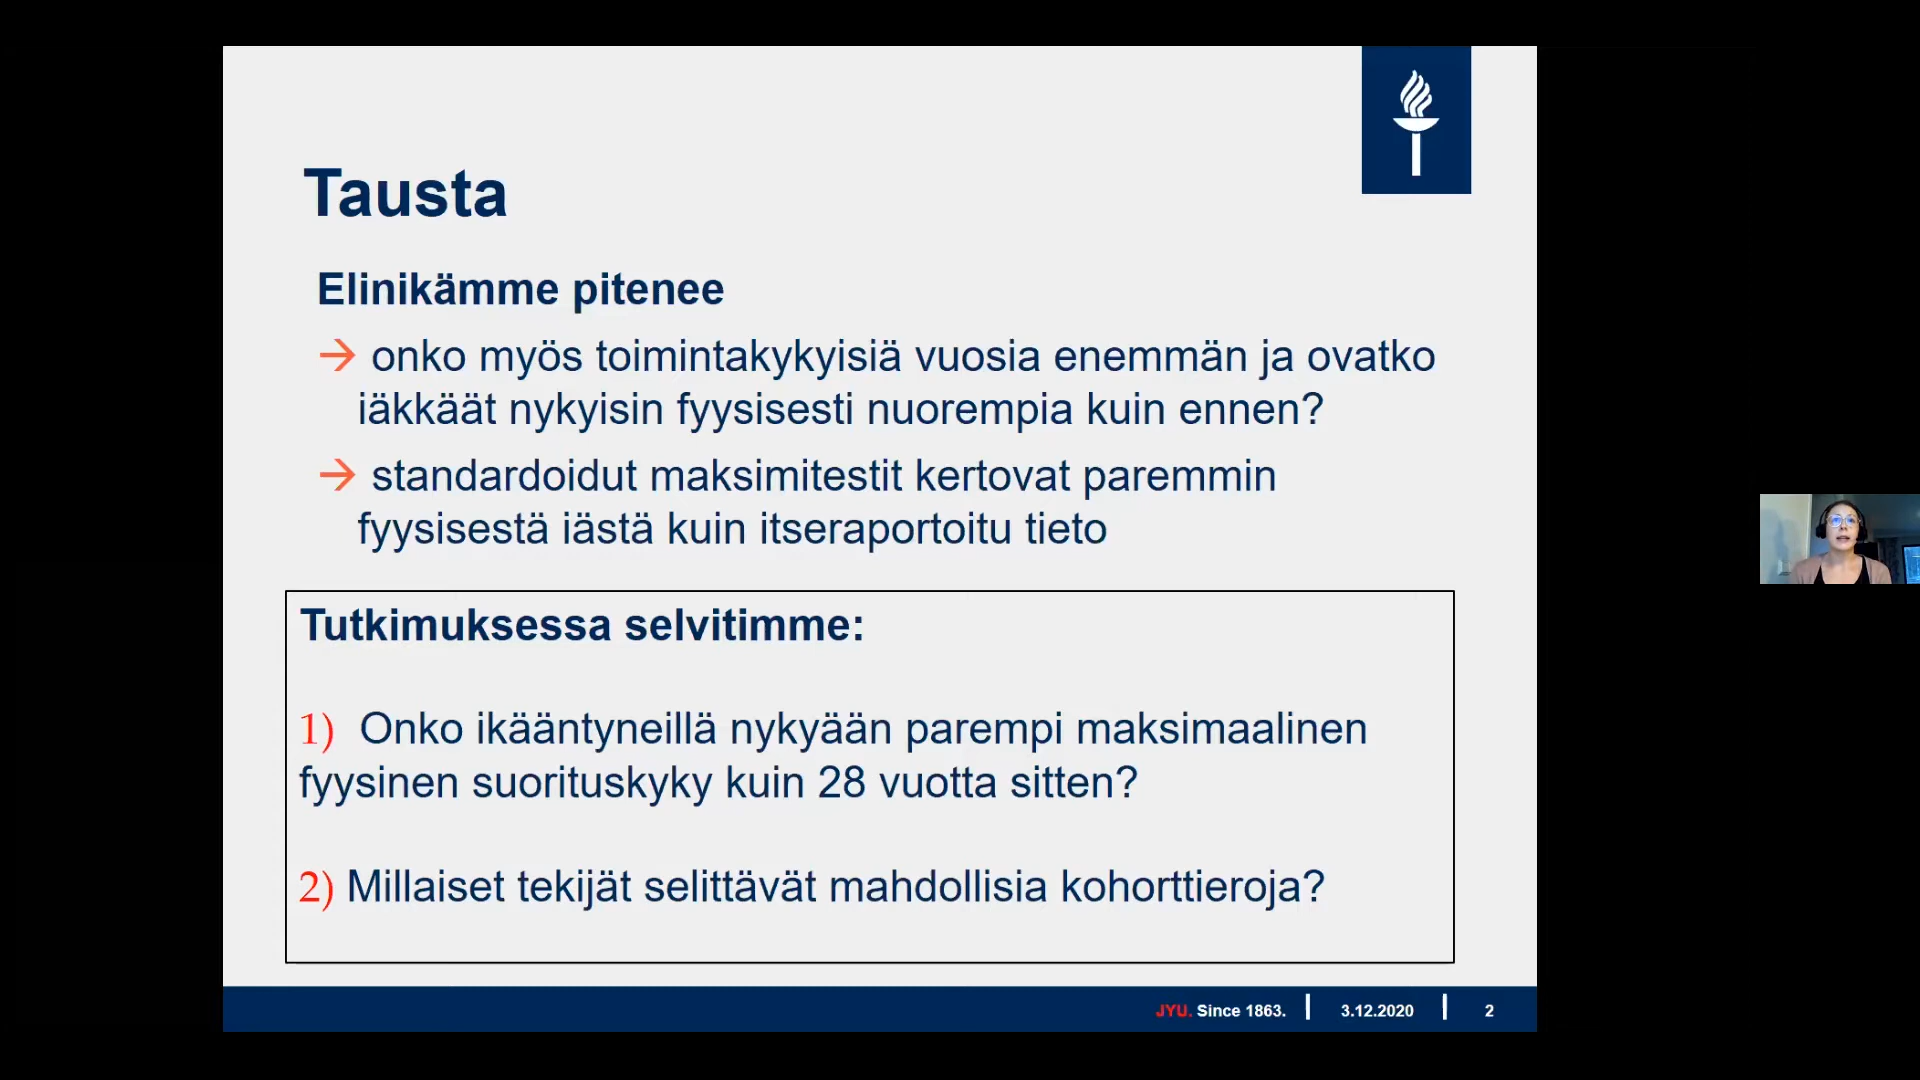 Tausta
Elinikämme pitenee
→ onko myös toimintakykyisiä vuosia enemmän ja ovatko
iäkkäät nykyisin fyysisesti nuorempia kuin ennen?
→ standardoidut maksimitestit kertovat paremmin
fyysisestä iästä kuin itseraportoitu tieto
Tutkimuksessa selvitimme:
1) Onko ikääntyneillä nykyään parempi maksimaalinen
fyysinen suorituskyky kuin 28 vuotta sitten?
2) Millaiset tekijät selittävät mahdollisia kohorttieroja?
JYU. Since 1863. 3.12.2020 2